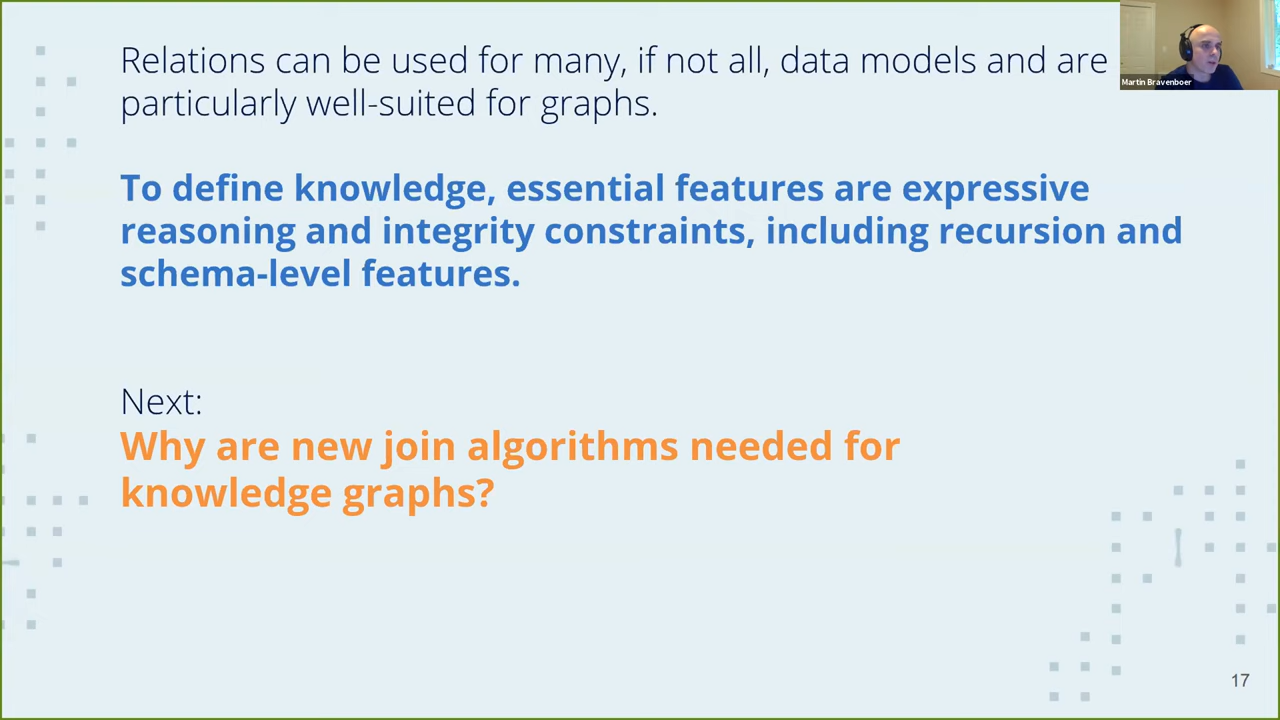 Relations can be used for many, if not all, data models and are
particularly well-suited for graphs.
To define knowledge, essential features are expressive
reasoning and integrity constraints, including recursion and
schema-level features.
Next:
Why are new join algorithms needed for
knowledge graphs?
Martin Bravenboer
17